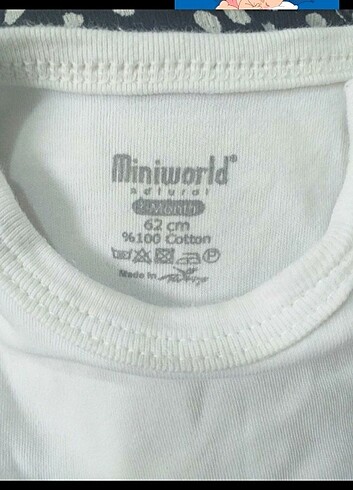 Miniworld®
natural
62 cm
%100 Cotton
Made in